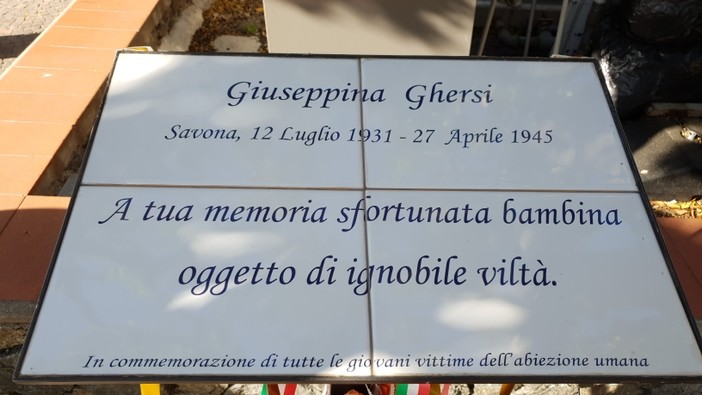 Giuseppina Ghersi
Savona, 12 Luglio 1931 - 27 Aprile 1945
A tua memoria sfortunata bambina
oggetto di ignobile viltà.
In commemorazione di tutte le giovani vittime dell'abiezione umana